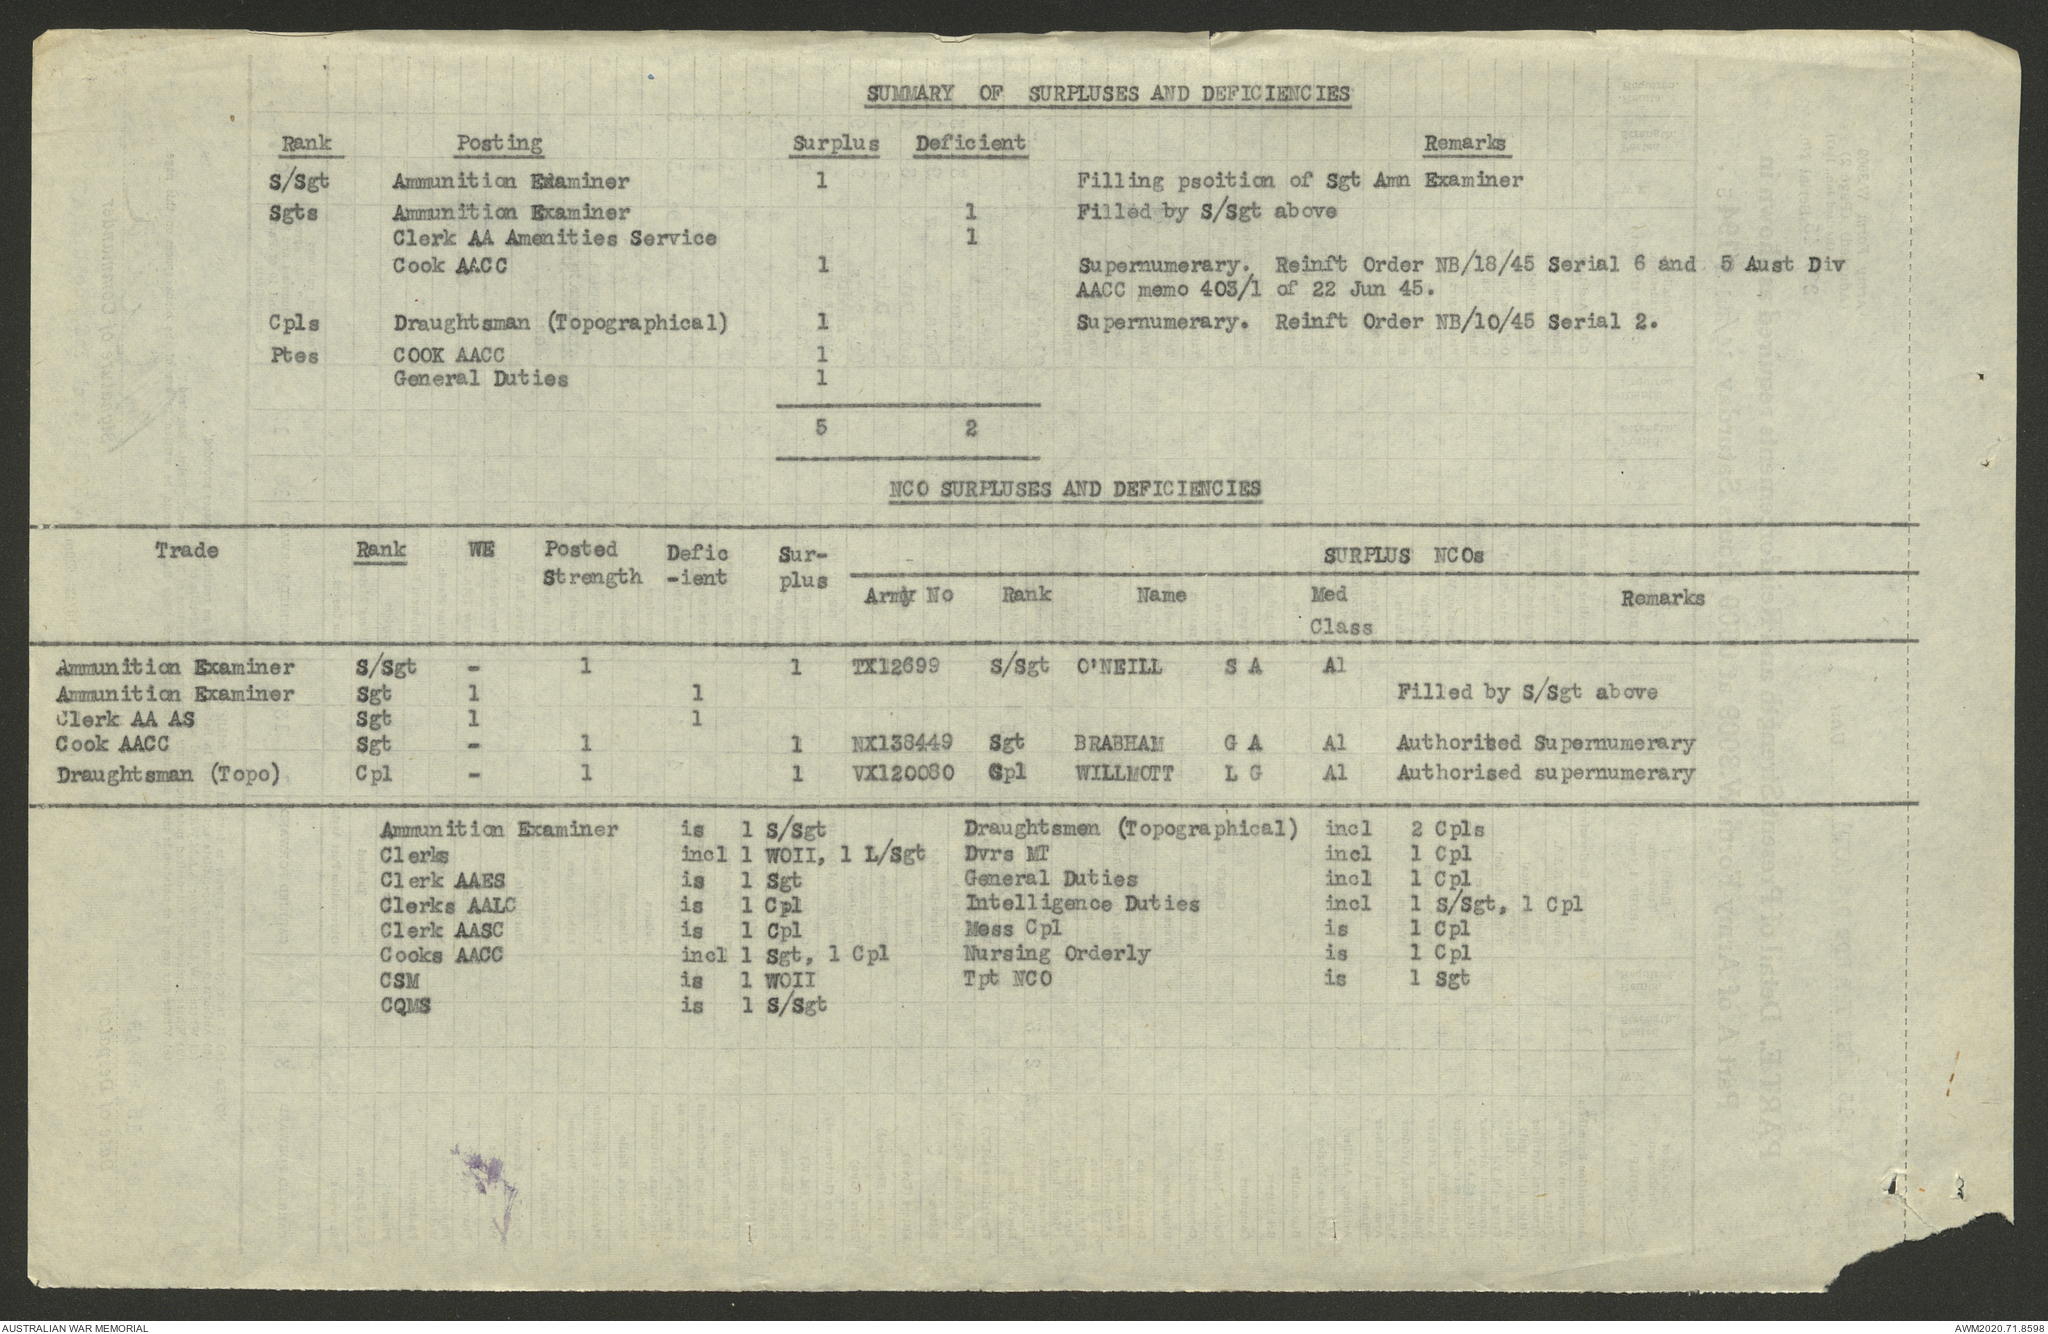 SUMMARY OF SURPLUSES AND DEFICIENCIES
Rank Posting Surplus Deficient Remarks
S/Sgt Ammunition Examiner 1 Filling psoition of Sgt Amn Examiner
Sgts Ammunition Examiner 1 Filled by S/Sgt above
Clerk AA Amenities Service 1
Cook AACC 1 Supernumerary. Reinft Order NB/18/45 Serial 6 and 5 Aust Div
AACC memo 403/1 of 22 Jun 45.
Cpls Draughtsman (Topographical) 1 Supernumerary. Reinft Order NB/10/45 Serial 2.
Ptes COOK AACC 1
General Duties 1
5 2
NCO SURPLUSES AND DEFICIENCIES
Trade Rank WE Posted Defic Sur- SURPLUS NCOs
Strength -ient plus
Army No Rank Name Med Remarks
Class
Ammunition Examiner S/Sgt - 1 1 TX12699 S/Sgt O'NEILL S A A1
Ammunition Examiner Sgt 1 1 Filled by S/Sgt above
Clerk AA AS Sgt 1 1
Cook AACC Sgt - 1 1 Sgt BRABHAM G A A1 Authorised Supernumerary
Draughtsman (Topo) Cpl - 1 1 Cpl WILLMOTT L G A1 Authorised supernumerary
Ammunition Examiner is 1 S/Sgt Draughtsmen (Topographical) incl 2 Cpls
Clerks incl 1 WOII, 1 L/Sgt Dvrs MT incl 1 Cpl
Clerk AAES is 1 Sgt General Duties incl 1 Cpl
Clerks AALC is 1 Cpl Intelligence Duties incl 1 S/Sgt, 1 Cpl
Clerk AASC is 1 Cpl Mess Cpl is 1 Cpl
Cooks AACC incl 1 Sgt, 1 Cpl Nursing Orderly is 1 Cpl
CSM is 1 WOII Tpt NCO is 1 Sgt
CQMS is 1 S/Sgt
AUSTRALIAN WAR MEMORIAL AWM2020.71.8598